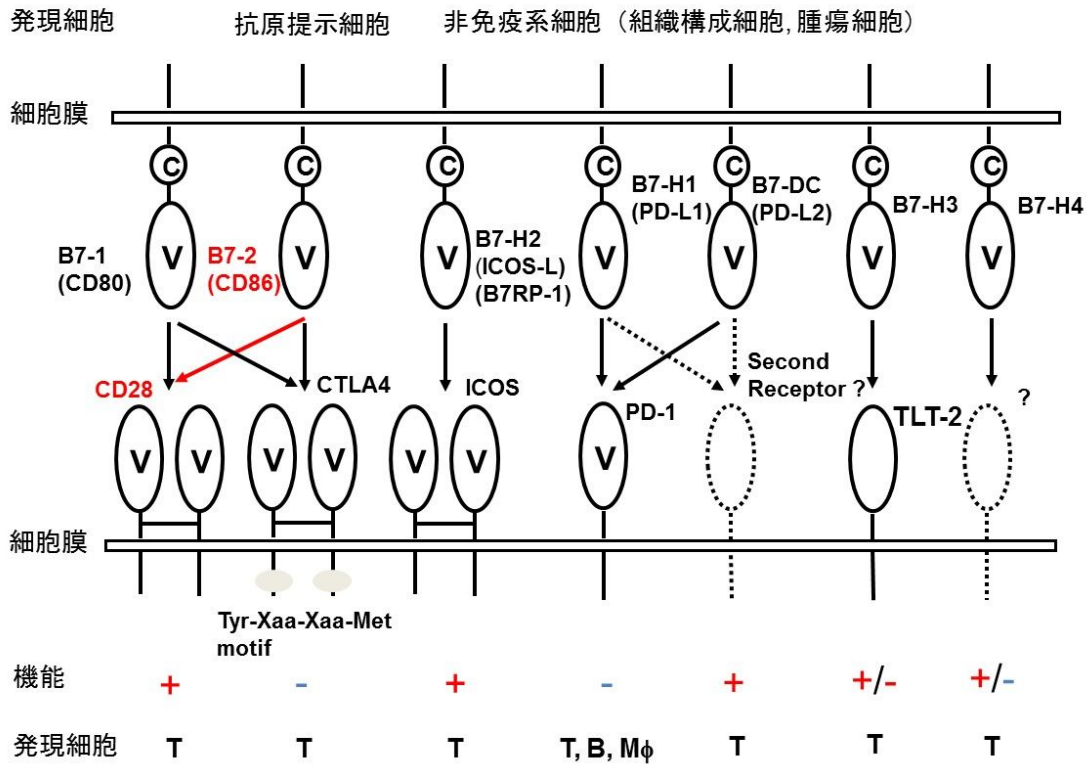 発現細胞 抗原提示細胞 非免疫系細胞（組織構成細胞, 腫瘍細胞）
細胞膜
C C C C C C C
B7-1
(CD80)
V
B7-2
(CD86)
V
V
B7-H2
(ICOS-L)
(B7RP-1)
B7-H1
(PD-L1)
V
B7-DC
(PD-L2)
V
B7-H3
V
B7-H4
V
CD28
CTLA4
ICOS
PD-1
Second
Receptor ?
TLT-2
?
V V V V V V V
細胞膜
Tyr-Xaa-Xaa-Met
motif
機能 + - + - + +/- +/-
発現細胞 T T T T, B, Mφ T T T